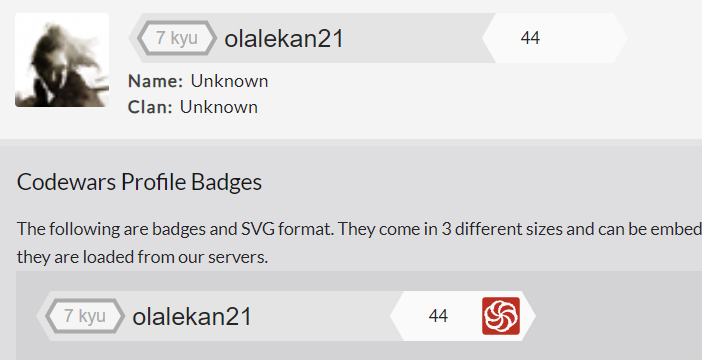 7 kyu olalekan21 44
Name: Unknown
Clan: Unknown
Codewars Profile Badges
The following are badges and SVG format. They come in 3 different sizes and can be embed
they are loaded from our servers.
7 kyu olalekan21 44